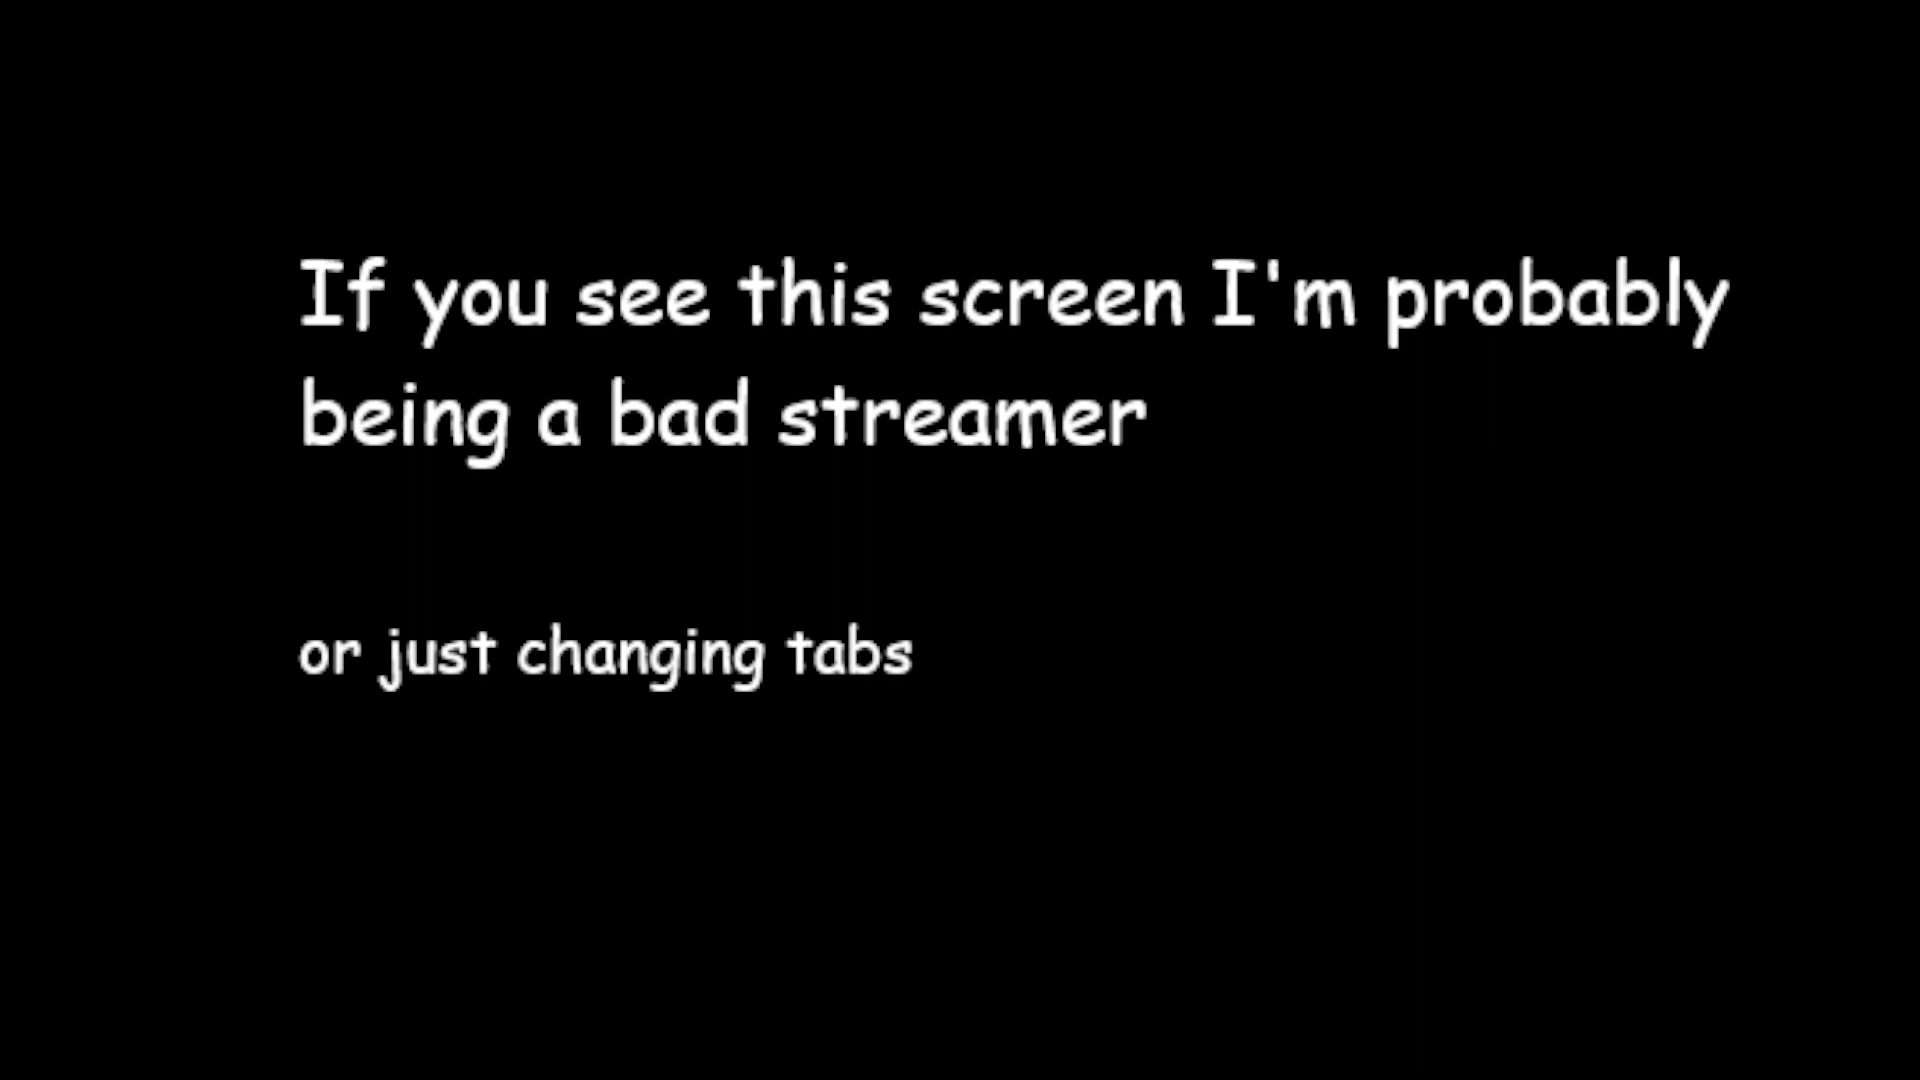 If you see this screen I'm probably
being a bad streamer
or just changing tabs